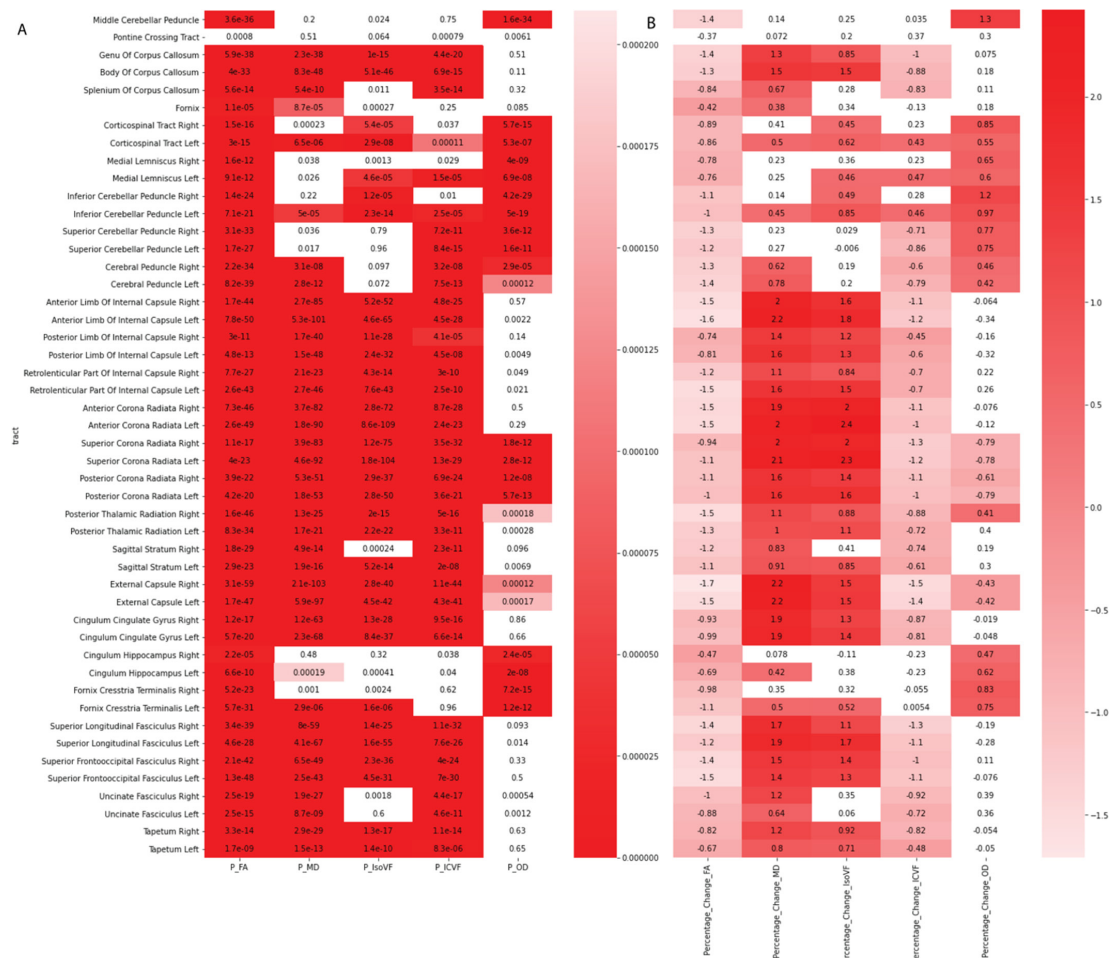 A
B
Middle Cerebellar Peduncle 3.6e-36 0.2 0.024 0.75 1.6e-34 -1.4 0.14 0.25 0.035 1.3
Pontine Crossing Tract 0.0008 0.51 0.064 0.00079 0.0061 -0.37 0.072 0.2 0.37 0.3
Genu Of Corpus Callosum 5.9e-38 2.3e-38 1e-15 4.4e-20 0.51 -1.4 1.3 0.85 -1 0.075
Body Of Corpus Callosum 4e-33 8.3e-48 5.1e-46 6.9e-15 0.11 -1.3 1.5 1.5 -0.88 0.18
Splenium Of Corpus Callosum 5.6e-14 5.4e-10 0.011 3.5e-14 0.32 -0.84 0.67 0.28 -0.83 0.11
Fornix 1.1e-05 8.7e-05 0.00027 0.25 0.085 -0.42 0.38 0.34 -0.13 0.18
Corticospinal Tract Right 1.5e-16 0.00023 5.4e-05 0.037 5.7e-15 -0.89 0.41 0.45 0.23 0.85
Corticospinal Tract Left 3e-15 6.5e-06 2.9e-08 0.00011 5.3e-07 -0.86 0.5 0.62 0.43 0.55
Medial Lemniscus Right 1.6e-12 0.038 0.0013 0.029 4e-09 -0.78 0.23 0.36 0.23 0.65
Medial Lemniscus Left 9.1e-12 0.026 4.6e-05 1.5e-05 6.9e-08 -0.76 0.25 0.46 0.47 0.6
Inferior Cerebellar Peduncle Right 1.4e-24 0.22 1.2e-05 0.01 4.2e-29 -1.1 0.14 0.49 0.28 1.2
Inferior Cerebellar Peduncle Left 7.1e-21 5e-05 2.3e-14 2.5e-05 5e-19 -1 0.45 0.85 0.46 0.97
Superior Cerebellar Peduncle Right 3.1e-33 0.036 0.79 7.2e-11 3.6e-12 -1.3 0.23 0.029 -0.71 0.77
Superior Cerebellar Peduncle Left 1.7e-27 0.017 0.96 8.4e-15 1.6e-11 -1.2 0.27 -0.006 -0.86 0.75
Cerebral Peduncle Right 2.2e-34 3.1e-08 0.097 3.2e-08 2.9e-05 -1.3 0.62 0.19 -0.6 0.46
Cerebral Peduncle Left 8.2e-39 2.8e-12 0.072 7.5e-13 0.00012 -1.4 0.78 0.2 -0.79 0.42
Anterior Limb Of Internal Capsule Right 1.7e-44 2.7e-85 5.2e-52 4.8e-25 0.57 -1.5 2 1.6 -1.1 -0.064
Anterior Limb Of Internal Capsule Left 7.8e-50 5.3e-101 4.6e-65 4.5e-28 0.0022 -1.6 2.2 1.8 -1.2 -0.34
Posterior Limb Of Internal Capsule Right 3e-11 1.7e-40 1.1e-28 4.1e-05 0.14 -0.74 1.4 1.2 -0.45 -0.16
Posterior Limb Of Internal Capsule Left 4.8e-13 1.5e-48 2.4e-32 4.5e-08 0.0049 -0.81 1.6 1.3 -0.6 -0.32
Retrolenticular Part Of Internal Capsule Right 7.7e-27 2.1e-23 4.3e-14 3e-10 0.049 -1.2 1.1 0.84 -0.7 0.22
Retrolenticular Part Of Internal Capsule Left 2.6e-43 2.7e-46 7.6e-43 2.5e-10 0.021 -1.5 1.6 1.5 -0.7 0.26
Anterior Corona Radiata Right 7.3e-46 3.7e-82 2.8e-72 8.7e-28 0.5 -1.5 1.9 2 -1.1 -0.076
Anterior Corona Radiata Left 2.6e-49 1.8e-90 8.6e-109 2.4e-23 0.29 -1.5 2 2.4 -1 -0.12
Superior Corona Radiata Right 1.1e-17 3.9e-83 1.2e-75 3.5e-32 1.8e-12 -0.94 2 2 -1.3 -0.79
Superior Corona Radiata Left 4e-23 4.6e-92 1.8e-104 1.3e-29 2.8e-12 -1.1 2.1 2.3 -1.2 -0.78
Posterior Corona Radiata Right 3.9e-22 5.3e-51 2.9e-37 6.9e-24 1.2e-08 -1.1 1.6 1.4 -1.1 -0.61
Posterior Corona Radiata Left 4.2e-20 1.8e-53 2.8e-50 3.6e-21 5.7e-13 -1 1.6 1.6 -1 -0.79
Posterior Thalamic Radiation Right 1.6e-46 1.3e-25 2e-15 5e-16 0.00018 -1.5 1.1 0.88 -0.88 0.41
Posterior Thalamic Radiation Left 8.3e-34 1.7e-21 2.2e-22 3.3e-11 0.00028 -1.3 1 1.1 -0.72 0.4
Sagittal Stratum Right 1.8e-29 4.9e-14 0.00024 2.3e-11 0.096 -1.2 0.83 0.41 -0.74 0.19
Sagittal Stratum Left 2.9e-23 1.9e-16 5.2e-14 2e-08 0.0069 -1.1 0.91 0.85 -0.61 0.3
External Capsule Right 3.1e-59 2.1e-103 2.8e-40 1.1e-44 0.00012 -1.7 2.2 1.5 -1.5 -0.43
External Capsule Left 1.7e-47 5.9e-97 4.5e-42 4.3e-41 0.00017 -1.5 2.2 1.5 -1.4 -0.42
Cingulum Cingulate Gyrus Right 1.2e-17 1.2e-63 1.3e-28 9.5e-16 0.86 -0.93 1.9 1.3 -0.87 -0.019
Cingulum Cingulate Gyrus Left 5.7e-20 2.3e-68 8.4e-37 6.6e-14 0.66 -0.99 1.9 1.4 -0.81 -0.048
Cingulum Hippocampus Right 2.2e-05 0.48 0.32 0.038 2.4e-05 -0.47 0.078 -0.11 -0.23 0.47
Cingulum Hippocampus Left 6.6e-10 0.00019 0.00041 0.04 2e-08 -0.69 0.42 0.38 -0.23 0.62
Fornix Cresstria Terminalis Right 5.2e-23 0.001 0.0024 0.62 7.2e-15 -0.98 0.35 0.32 -0.055 0.83
Fornix Cresstria Terminalis Left 5.7e-31 2.9e-06 1.6e-06 0.96 1.2e-12 -1.1 0.5 0.52 0.0054 0.75
Superior Longitudinal Fasciculus Right 3.4e-39 8e-59 1.4e-25 1.1e-32 0.093 -1.4 1.7 1.1 -1.3 -0.19
Superior Longitudinal Fasciculus Left 4.6e-28 4.1e-67 1.6e-55 7.6e-26 0.014 -1.2 1.9 1.7 -1.1 -0.28
Superior Frontooccipital Fasciculus Right 2.1e-42 6.5e-49 2.3e-36 4e-24 0.33 -1.4 1.5 1.4 -1 0.11
Superior Frontooccipital Fasciculus Left 1.3e-48 2.5e-43 4.5e-31 7e-30 0.5 -1.5 1.4 1.3 -1.1 -0.076
Uncinate Fasciculus Right 2.5e-19 1.9e-27 0.0018 4.4e-17 0.00054 -1 1.2 0.35 -0.92 0.39
Uncinate Fasciculus Left 2.5e-15 8.7e-09 0.6 4.6e-11 0.0012 -0.88 0.64 0.06 -0.72 0.36
Tapetum Right 3.3e-14 2.9e-29 1.3e-17 1.1e-14 0.63 -0.82 1.2 0.92 -0.82 -0.054
Tapetum Left 1.7e-09 1.5e-13 1.4e-10 8.3e-06 0.65 -0.67 0.8 0.71 -0.48 -0.05
tract
P_FA P_MD P_IsoVF P_ICVF P_OD
0.000200
0.000175
0.000150
0.000125
0.000100
0.000075
0.000050
0.000025
0.000000
Percentage_Change_FA
Percentage_Change_MD
Percentage_Change_IsoVF
Percentage_Change_ICVF
Percentage_Change_OD
2.0
1.5
1.0
0.5
0.0
-0.5
-1.0
-1.5